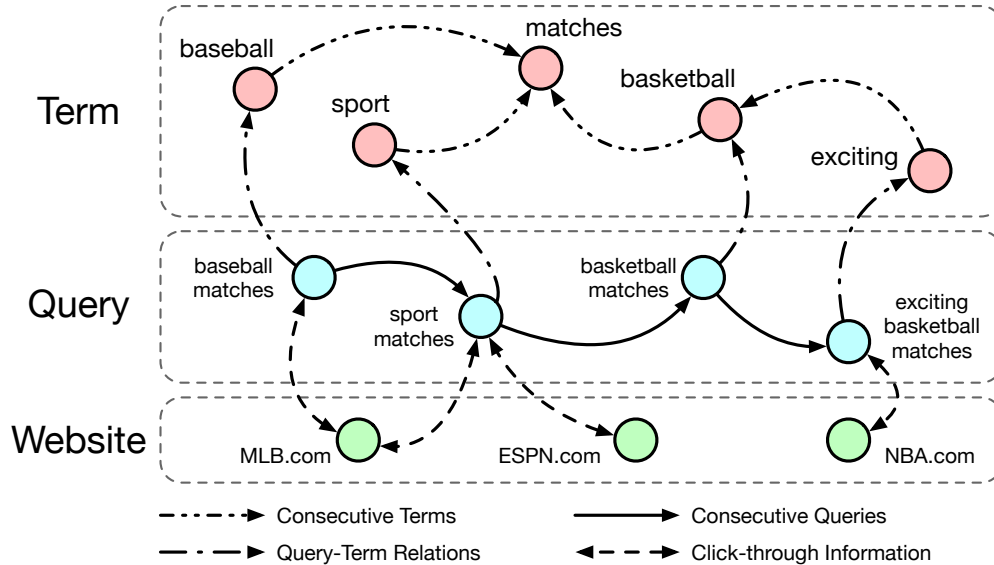 matches
baseball
basketball
sport
Term
exciting
baseball
matches
basketball
matches
Query
sport
matches
exciting
basketball
matches
Website
MLB.com
ESPN.com
NBA.com
Consecutive Terms
Consecutive Queries
Query-Term Relations
Click-through Information